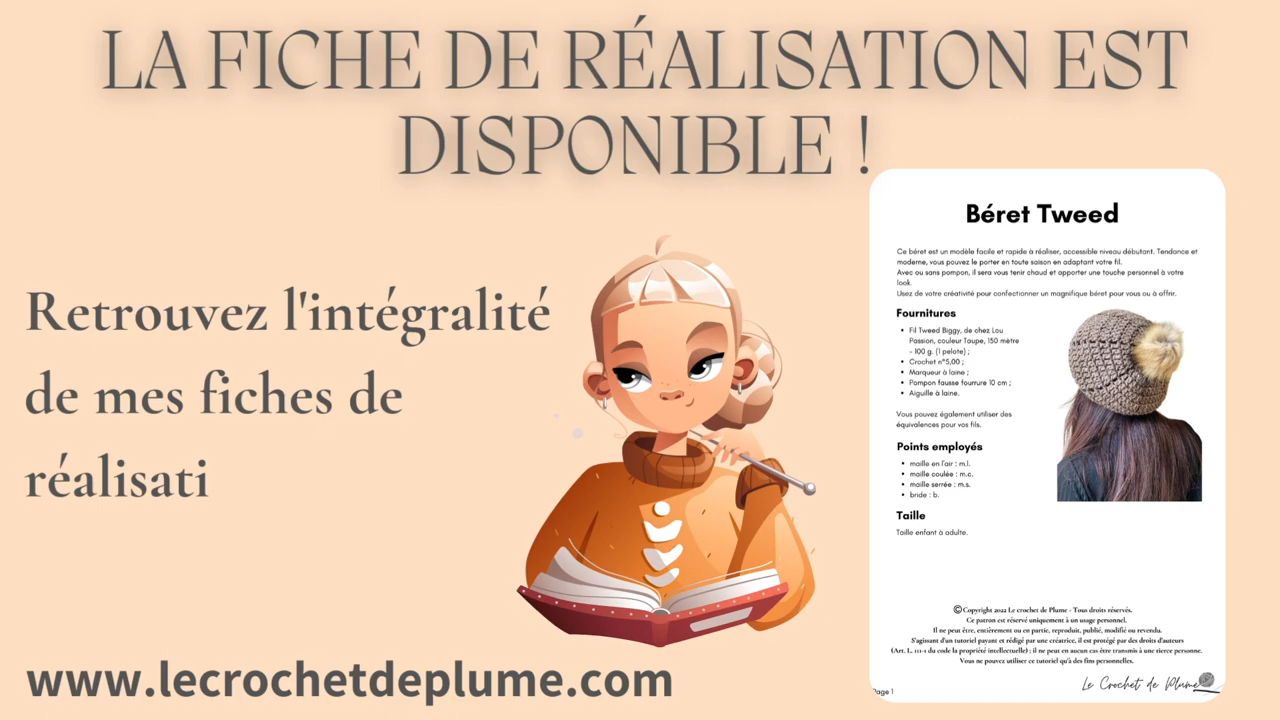 LA FICHE DE RÉALISATION EST
DISPONIBLE !
Retrouvez l'intégralité
de mes fiches de
réalisati
www.lecrochetdeplume.com
Béret Tweed
Ce béret est un modèle facile et rapide à réaliser, accessible niveau débutant. Tendance et
moderne, vous pouvez le porter en toute saison en adaptant votre fil.
Avec ou sans pompon, il sera vous tenir chaud et apporter une touche personnel à votre
look.
Usez de votre créativité pour confectionner un magnifique béret pour vous ou à offrir.
Fournitures
• Fil Tweed Biggy, de chez Lou
Passion, couleur Taupe, 150 mètre
- 100 g. (1 pelote) ;
• Crochet n°5,00 ;
• Marqueur à laine ;
• Pompon fausse fourrure 10 cm ;
• Aiguille à laine.
Vous pouvez également utiliser des
équivalences pour vos fils.
Points employés
• maille en l'air : m.l.
• maille coulée : m.c.
• maille serrée : m.s.
• bride : b.
Taille
Taille enfant à adulte.
©Copyright 2022 Le crochet de Plume - Tous droits réservés.
Ce patron est réservé uniquement à un usage personnel.
Il ne peut être, entièrement ou en partie, reproduit, publié, modifié ou revendu.
S'agissant d'un tutoriel payant et rédigé par une créatrice, il est protégé par des droits d'auteurs
(Art. L. 111-1 du code la propriété intellectuelle) ; il ne peut en aucun cas être transmis à une tierce personne.
Vous ne pouvez utiliser ce tutoriel qu'à des fins personnelles.
Le Crochet de Plume
Page 1